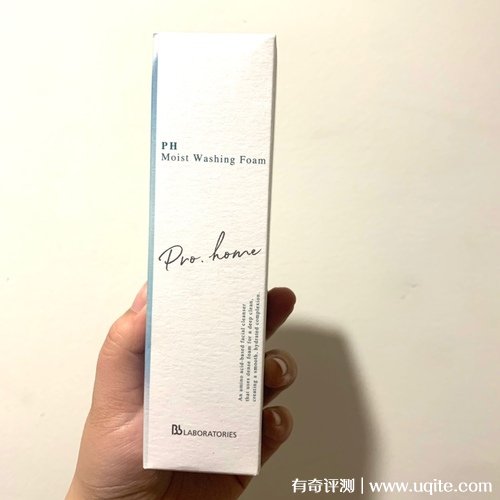 PH
Moist Washing Foam
Pro. home
An amino acid-based facial cleanser
that uses dense foam for a deep clean,
creating a smooth, hydrated complexion.
Bb LABORATORIES
有奇评测 | www.uqite.com